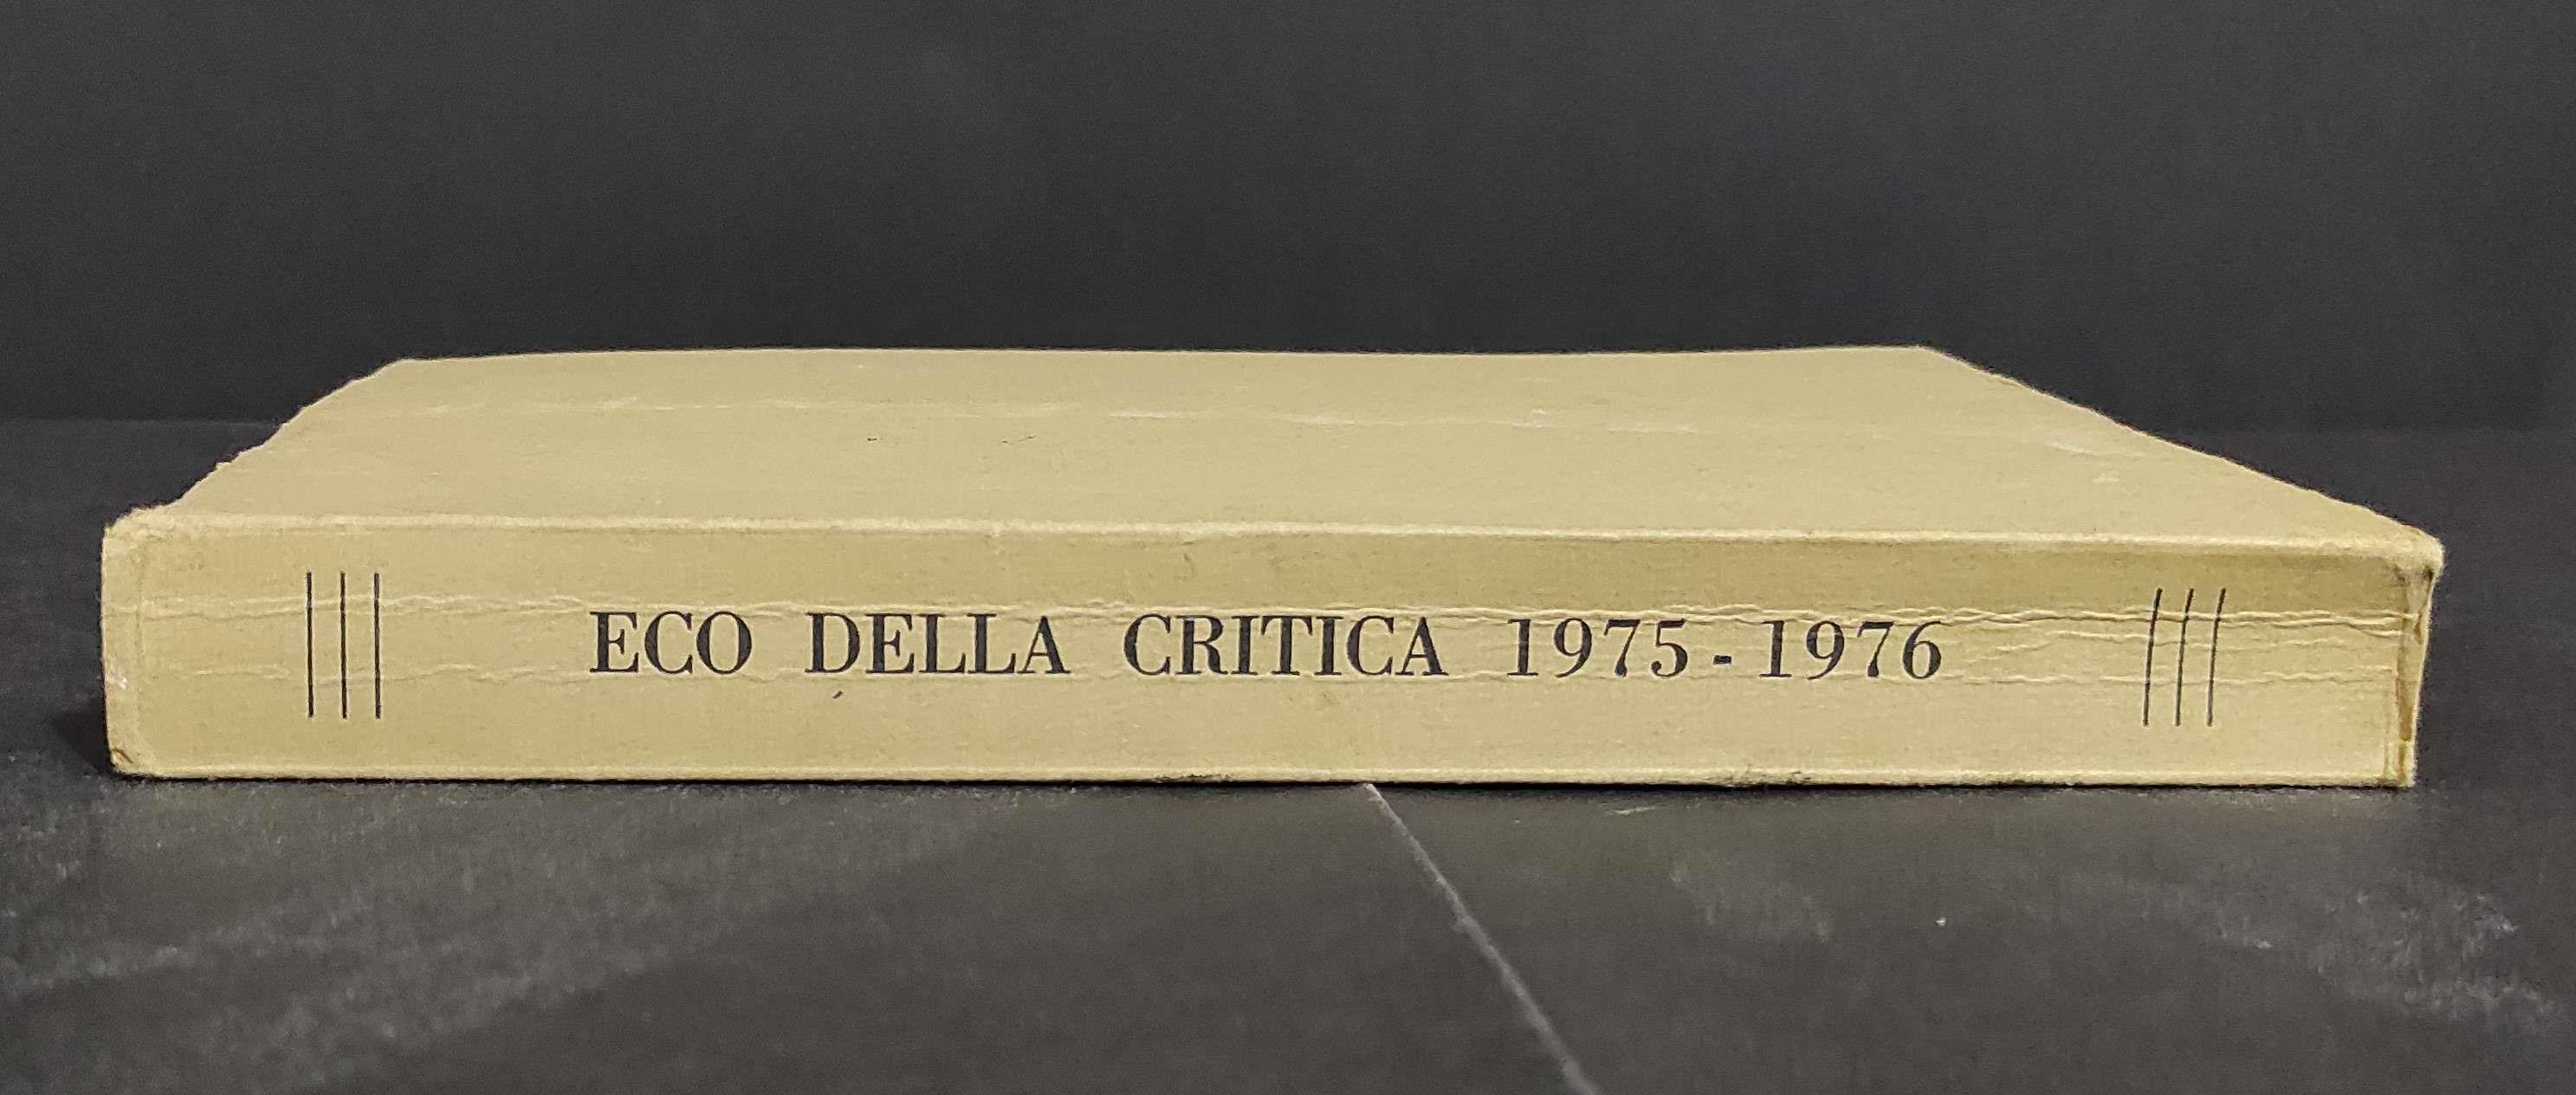 ECO DELLA CRITICA 1975-1976